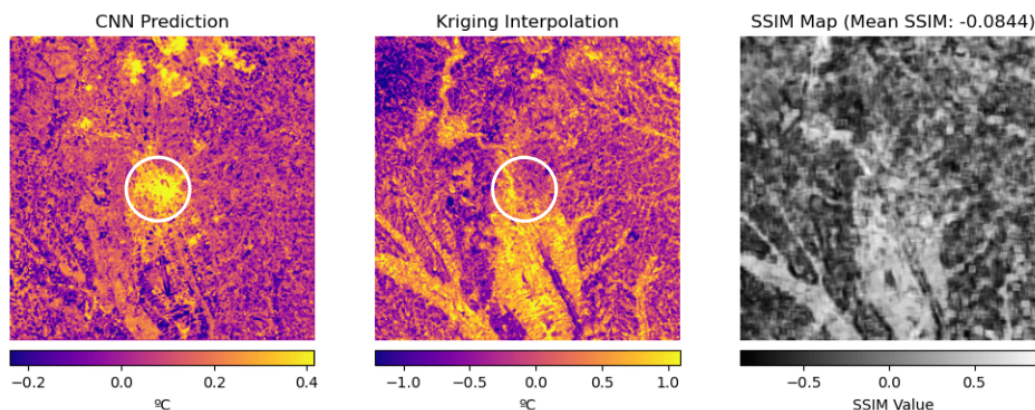 CNN Prediction
Kriging Interpolation
SSIM Map (Mean SSIM: -0.0844)
−0.2 0.0 0.2 0.4
ºC
−1.0 −0.5 0.0 0.5 1.0
ºC
−0.5 0.0 0.5
SSIM Value